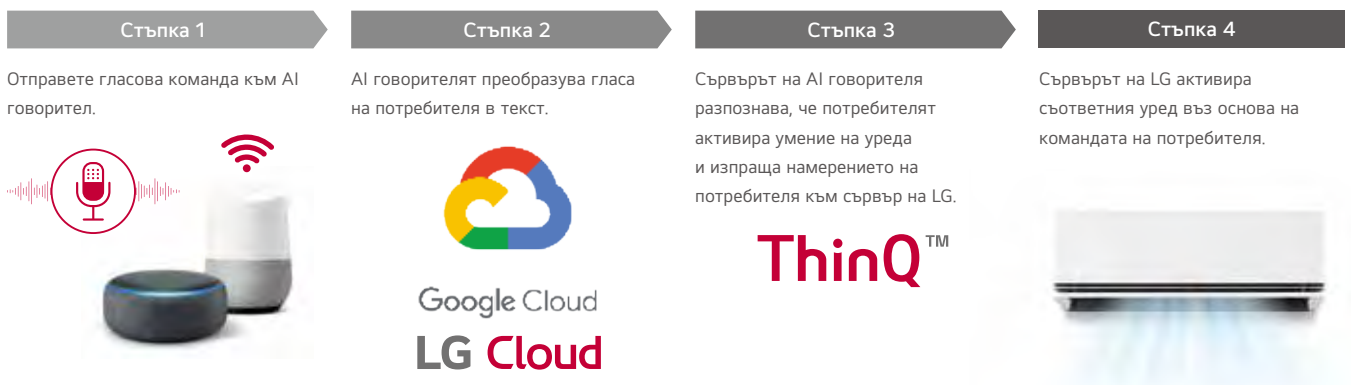 Стъпка 1
Отправете гласова команда към AI
говорител.
Стъпка 2
AI говорителят преобразува гласа
на потребителя в текст.
Google Cloud
LG Cloud
Стъпка 3
Сървърът на AI говорителя
разпознава, че потребителят
активира умение на уреда
и изпраща намерението на
потребителя към сървър на LG.
ThinQ™
Стъпка 4
Сървърът на LG активира
съответния уред въз основа на
командата на потребителя.